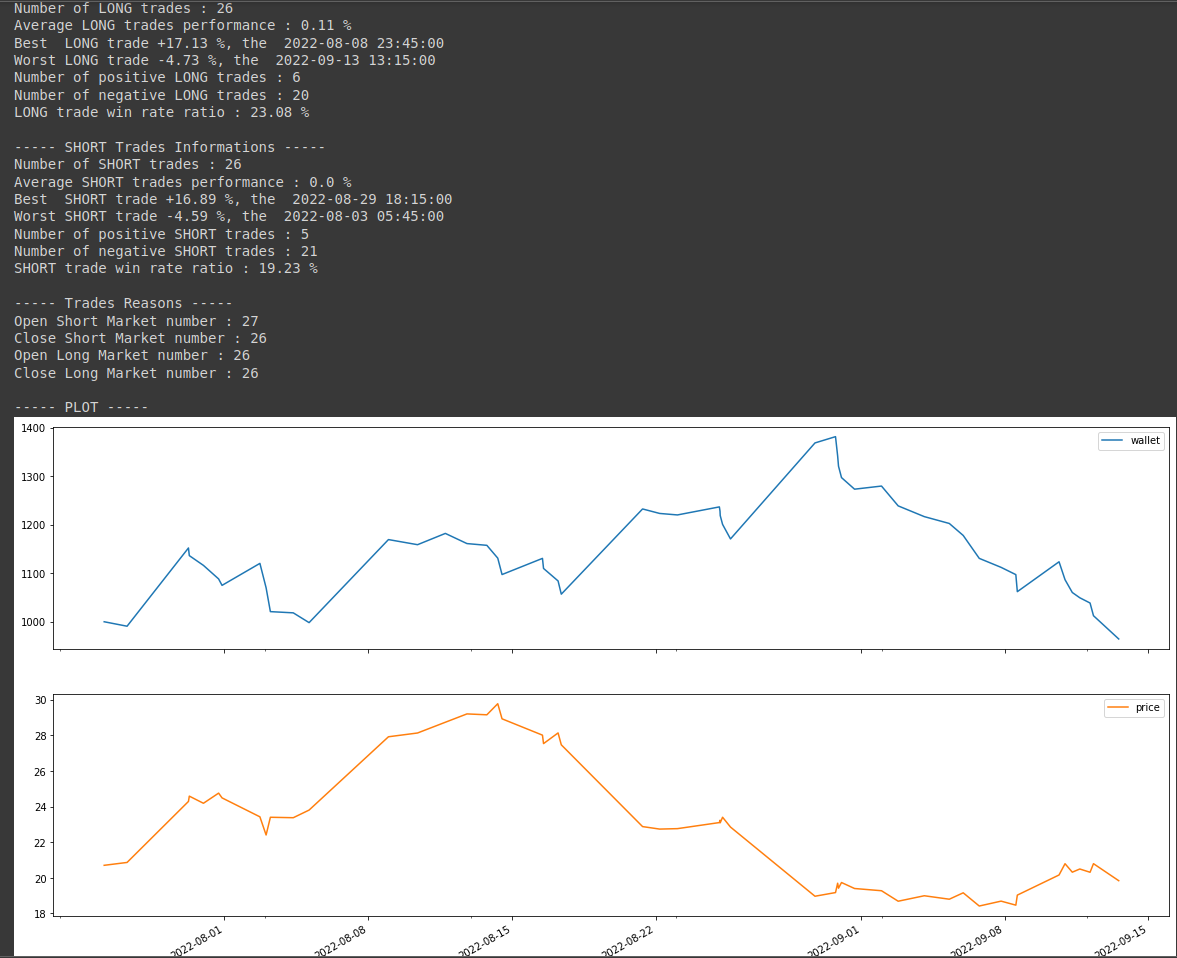 Number of LONG trades : 26
Average LONG trades performance : 0.11 %
Best  LONG trade +17.13 %, the  2022-08-08 23:45:00
Worst LONG trade -4.73 %, the  2022-09-13 13:15:00
Number of positive LONG trades : 6
Number of negative LONG trades : 20
LONG trade win rate ratio : 23.08 %
----- SHORT Trades Informations -----
Number of SHORT trades : 26
Average SHORT trades performance : 0.0 %
Best  SHORT trade +16.89 %, the  2022-08-29 18:15:00
Worst SHORT trade -4.59 %, the  2022-08-03 05:45:00
Number of positive SHORT trades : 5
Number of negative SHORT trades : 21
SHORT trade win rate ratio : 19.23 %
----- Trades Reasons -----
Open Short Market number : 27
Close Short Market number : 26
Open Long Market number : 26
Close Long Market number : 26
----- PLOT -----
1400
wallet
1300
1200
1100
1000
30
price
28
26
24
22
20
18
2022-08-01
2022-08-08
2022-08-15
2022-08-22
2022-09-01
2022-09-08
2022-09-15